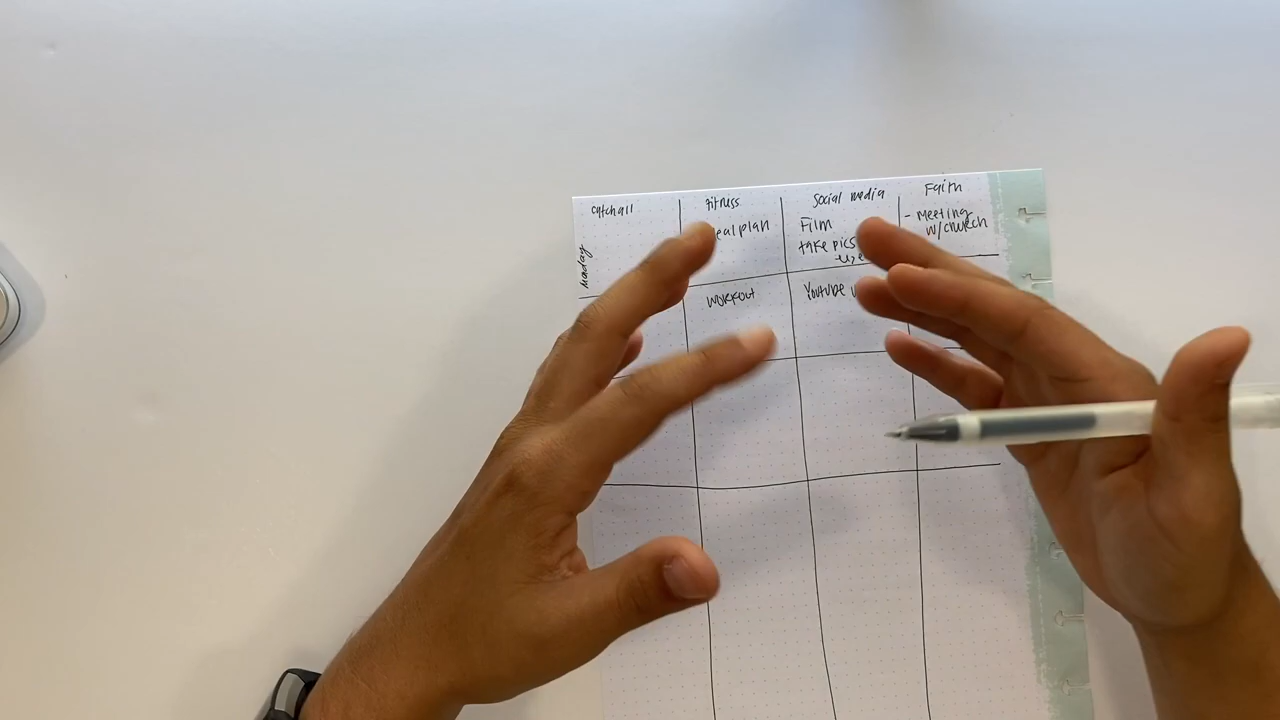 catchall
Fitness
Social media
Faith
Monday
ealplan
Film
take pics
- Meeting
w/church
workout
Youtube